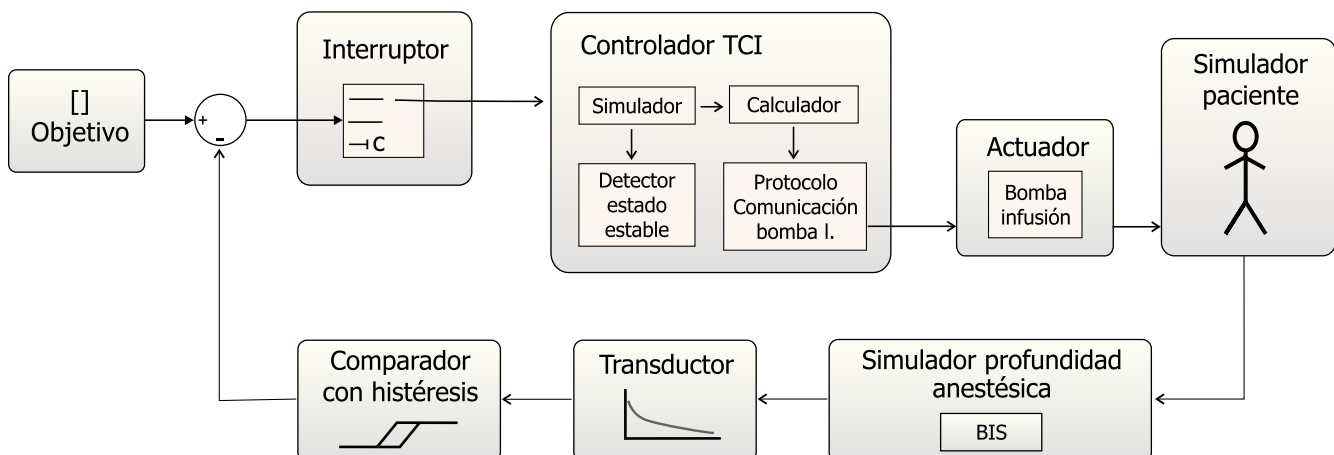 []
Objetivo
+
-
Interruptor
C
Controlador TCI
Simulador
Calculador
Detector
estado
estable
Protocolo
Comunicación
bomba I.
Actuador
Bomba
infusión
Simulador
paciente
Simulador profundidad
anestésica
BIS
Transductor
Comparador
con histéresis